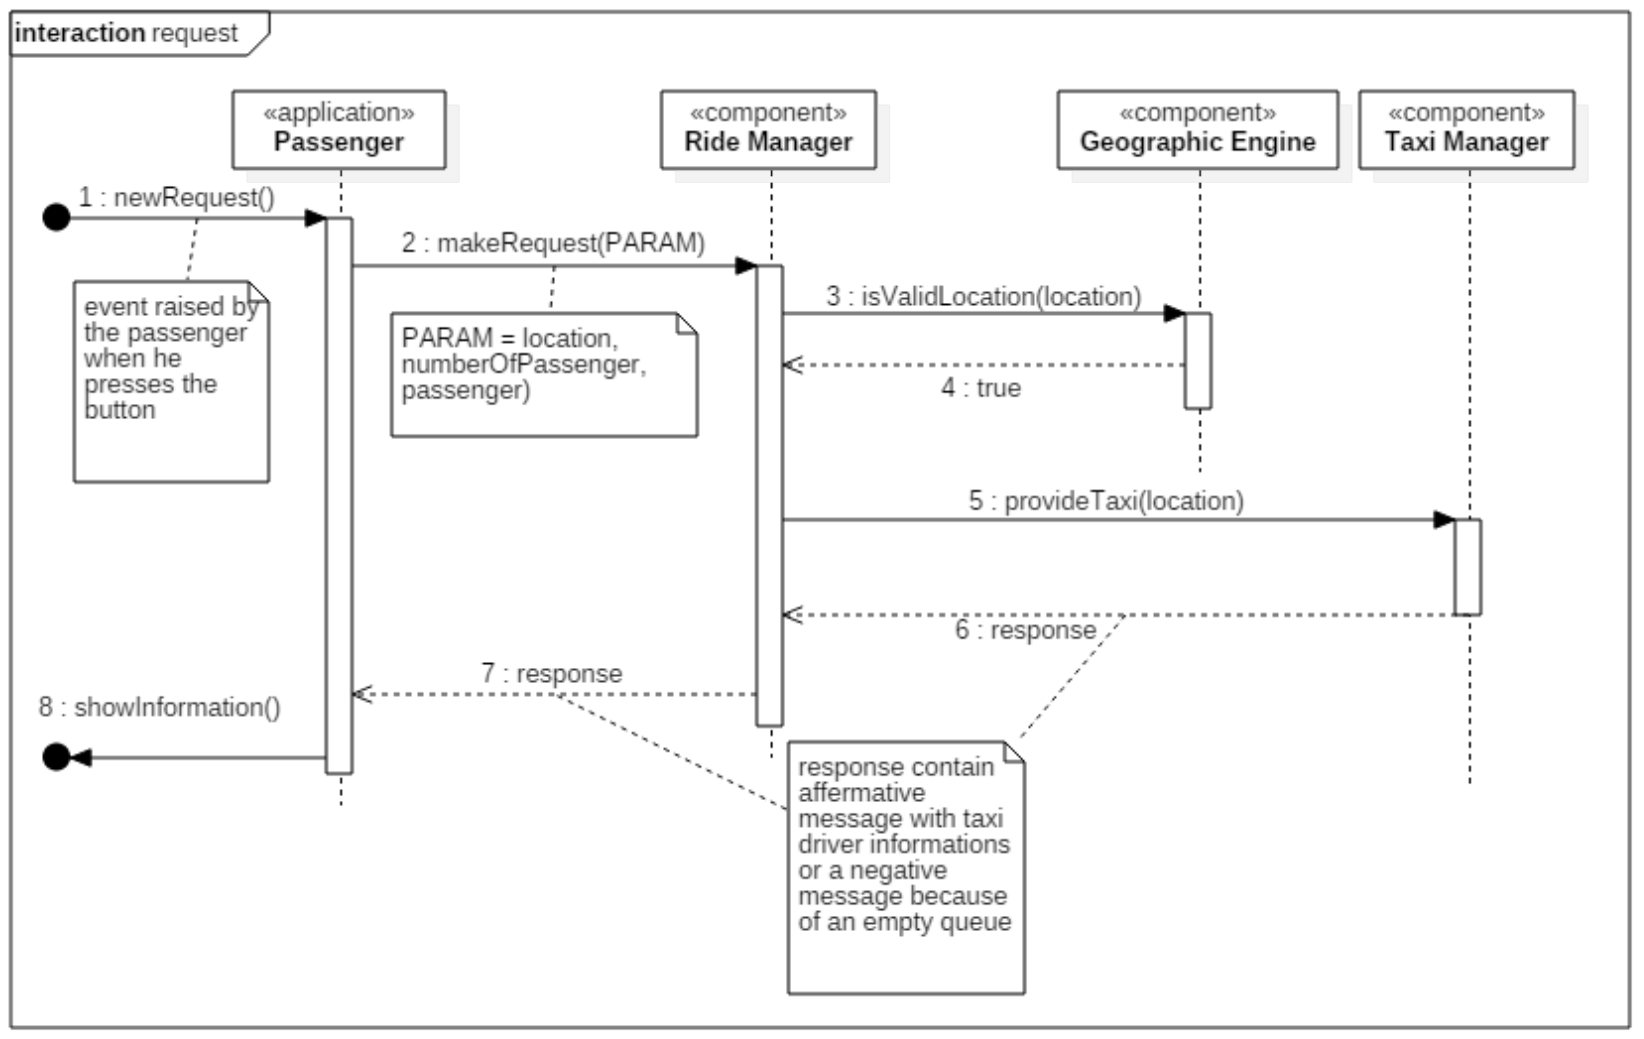 interaction request
«application»
Passenger
«component»
Ride Manager
«component»
Geographic Engine
«component»
Taxi Manager
1 : newRequest()
2 : makeRequest(PARAM)
event raised by
the passenger
when he
presses the
button
PARAM = location,
numberOfPassenger,
passenger)
3 : isValidLocation(location)
4 : true
5 : provideTaxi(location)
6 : response
7 : response
8 : showInformation()
response contain
affermative
message with taxi
driver informations
or a negative
message because
of an empty queue